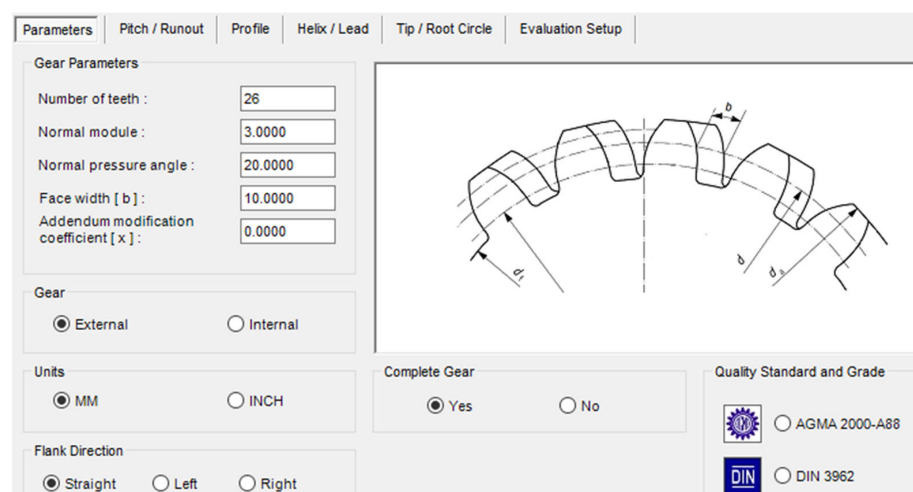 Parameters Pitch / Runout Profile Helix / Lead Tip / Root Circle Evaluation Setup
Gear Parameters
Number of teeth : 26
Normal module : 3.0000
Normal pressure angle : 20.0000
Face width [ b ] : 10.0000
Addendum modification
coefficient [ x ] : 0.0000
b
df
d
da
Gear
External Internal
Units
MM INCH
Complete Gear
Yes No
Quality Standard and Grade
AGMA 2000-A88
DIN DIN 3962
Flank Direction
Straight Left Right